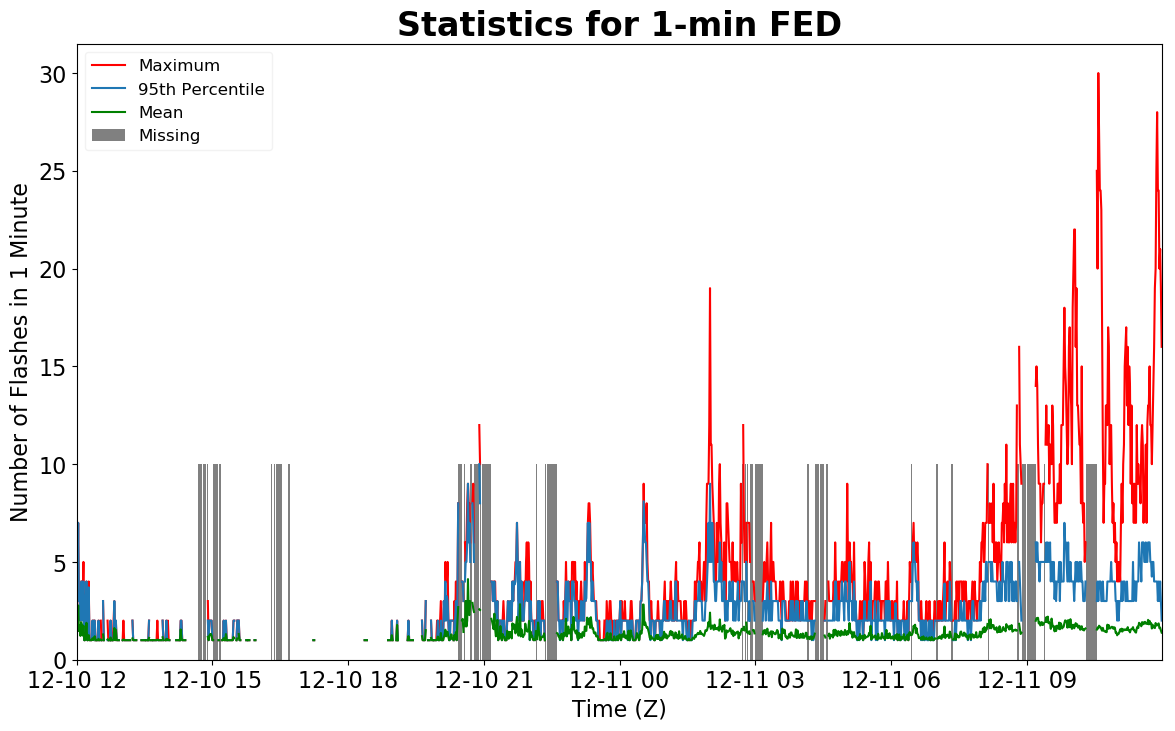 Statistics for 1-min FED
Maximum
95th Percentile
Mean
Missing
Number of Flashes in 1 Minute
30
25
20
15
10
5
0
12-10 12 12-10 15 12-10 18 12-10 21 12-11 00 12-11 03 12-11 06 12-11 09
Time (Z)